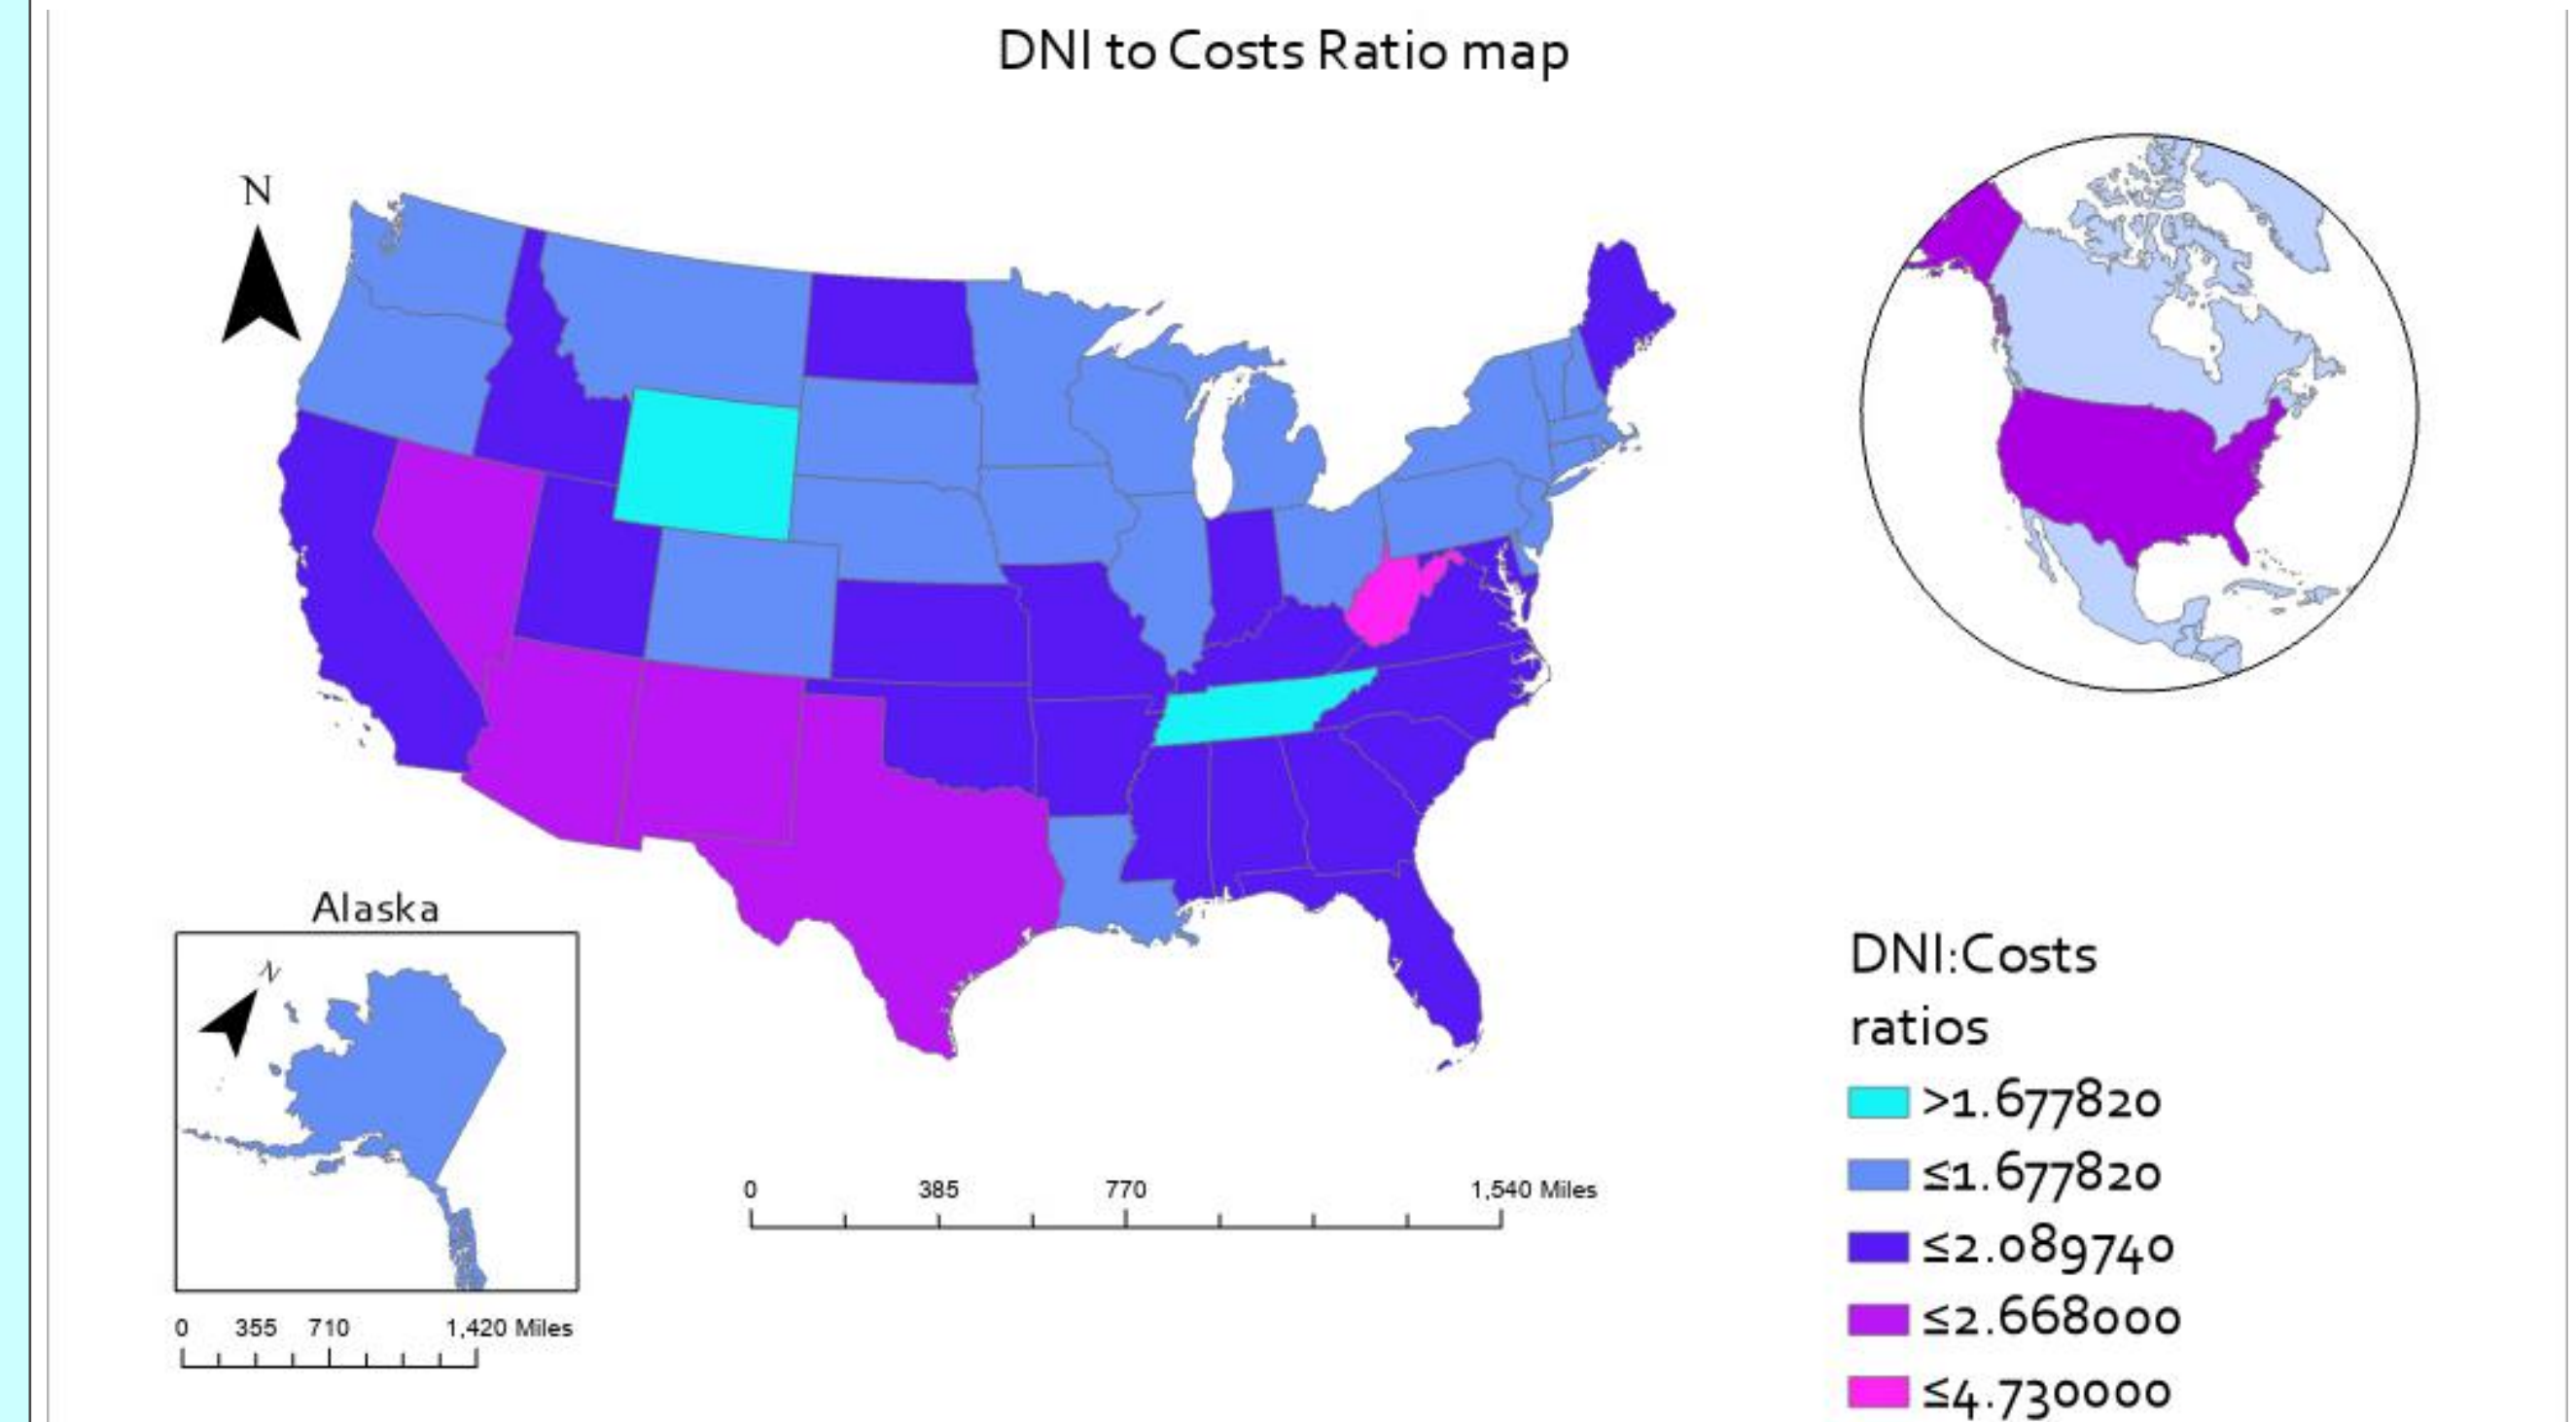 DNI to Costs Ratio map
N
Alaska
N
0 355 710 1,420 Miles
0 385 770 1,540 Miles
DNI:Costs
ratios
>1.677820
≤1.677820
≤2.089740
≤2.668000
≤4.730000